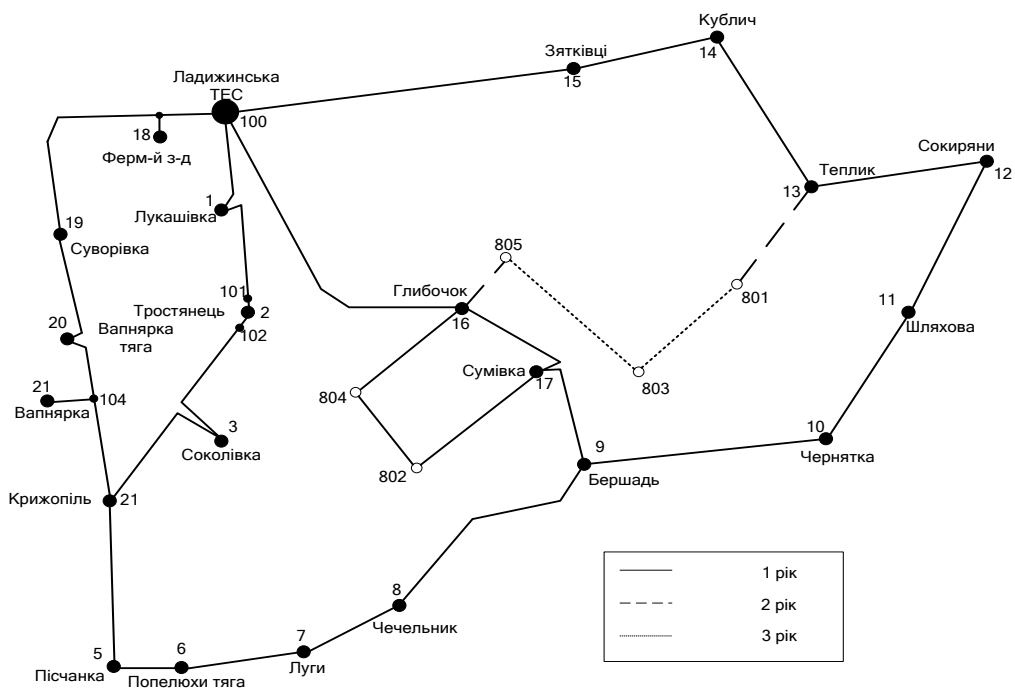 Кублич
14
Зятківці
15
Ладижинська
ТЕС
100
18
Ферм-й з-д
Сокиряни
12
Теплик
13
1
Лукашівка
19
Суворівка
805
801
Глибочок
16
101
Тростянець
2
102
20
Вапнярка
тяга
11
Шляхова
Сумівка
17
803
804
21
Вапнярка
104
3
Соколівка
10
Чернятка
9
Бершадь
802
Крижопіль
21
1 рік
2 рік
3 рік
8
Чечельник
7
Луги
5
Пісчанка
6
Попелюхи тяга